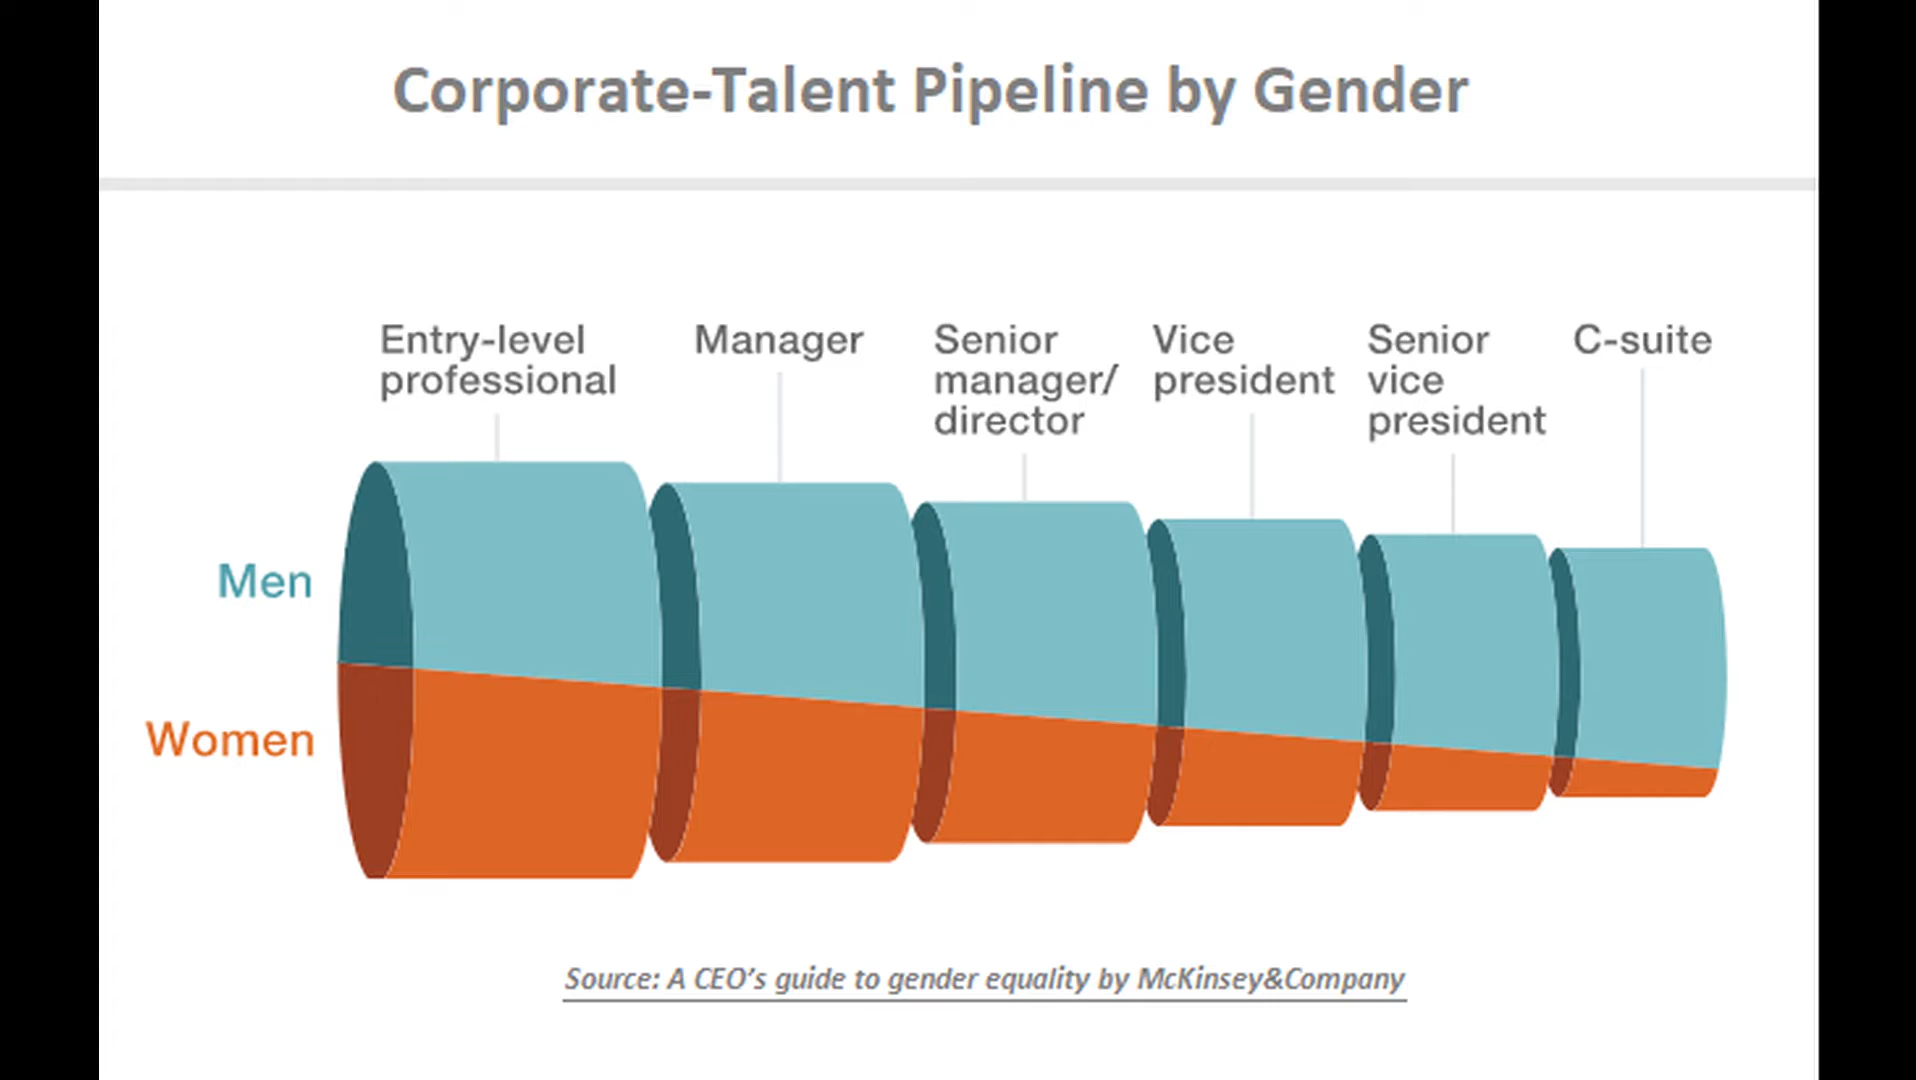 Corporate-Talent Pipeline by Gender
Entry-level
professional
Manager
Senior
manager/
director
Vice
president
Senior
vice
president
C-suite
Men
Women
Source: A CEO’s guide to gender equality by McKinsey&Company